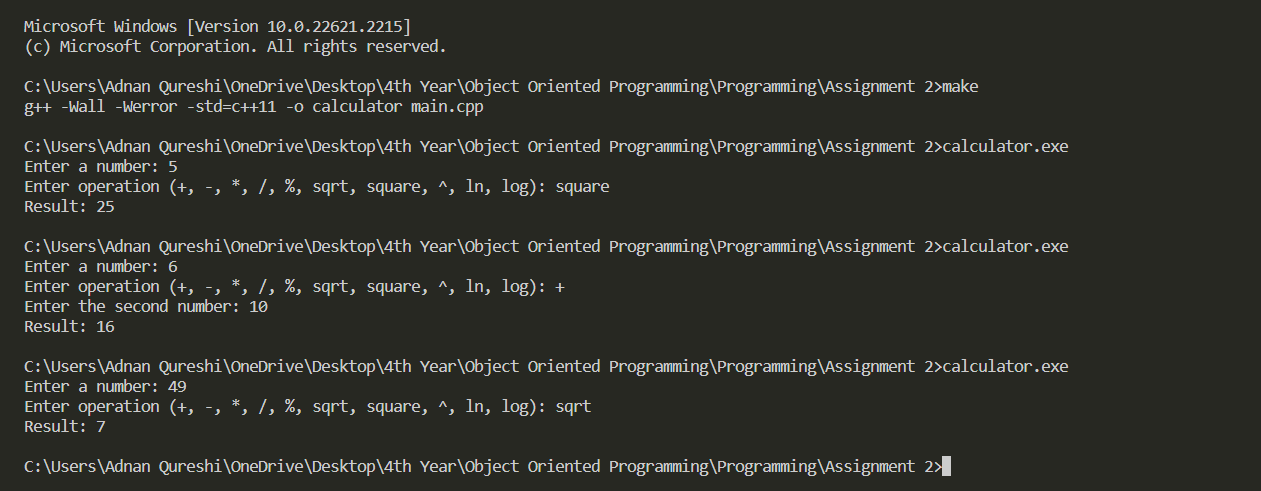 Microsoft Windows [Version 10.0.22621.2215]
(c) Microsoft Corporation. All rights reserved.
C:\Users\Adnan Qureshi\OneDrive\Desktop\4th Year\Object Oriented Programming\Programming\Assignment 2>make
g++ -Wall -Werror -std=c++11 -o calculator main.cpp
C:\Users\Adnan Qureshi\OneDrive\Desktop\4th Year\Object Oriented Programming\Programming\Assignment 2>calculator.exe
Enter a number: 5
Enter operation (+, -, *, /, %, sqrt, square, ^, ln, log): square
Result: 25
C:\Users\Adnan Qureshi\OneDrive\Desktop\4th Year\Object Oriented Programming\Programming\Assignment 2>calculator.exe
Enter a number: 6
Enter operation (+, -, *, /, %, sqrt, square, ^, ln, log): +
Enter the second number: 10
Result: 16
C:\Users\Adnan Qureshi\OneDrive\Desktop\4th Year\Object Oriented Programming\Programming\Assignment 2>calculator.exe
Enter a number: 49
Enter operation (+, -, *, /, %, sqrt, square, ^, ln, log): sqrt
Result: 7
C:\Users\Adnan Qureshi\OneDrive\Desktop\4th Year\Object Oriented Programming\Programming\Assignment 2>